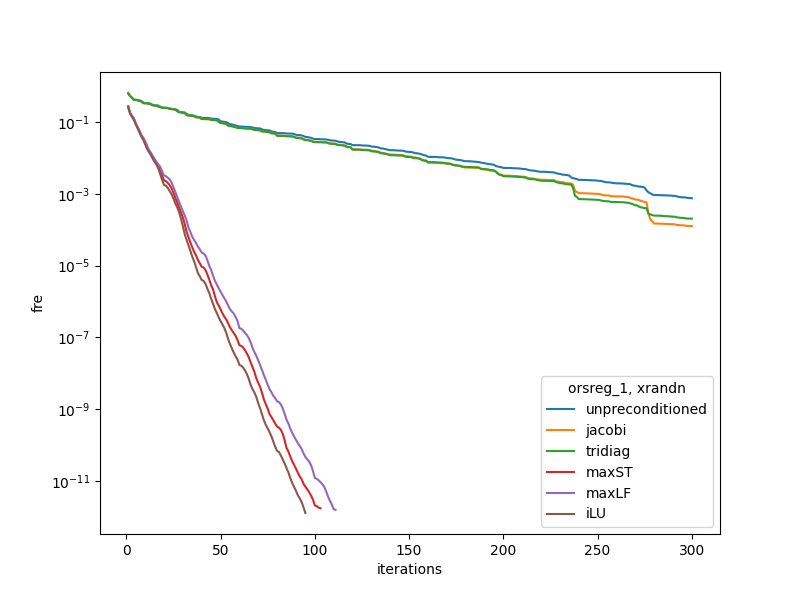 10⁻¹
10⁻³
10⁻⁵
10⁻⁷
10⁻⁹
10⁻¹¹
fre
0 50 100 150 200 250 300
iterations
orsreg_1, xrandn
unpreconditioned
jacobi
tridiag
maxST
maxLF
iLU